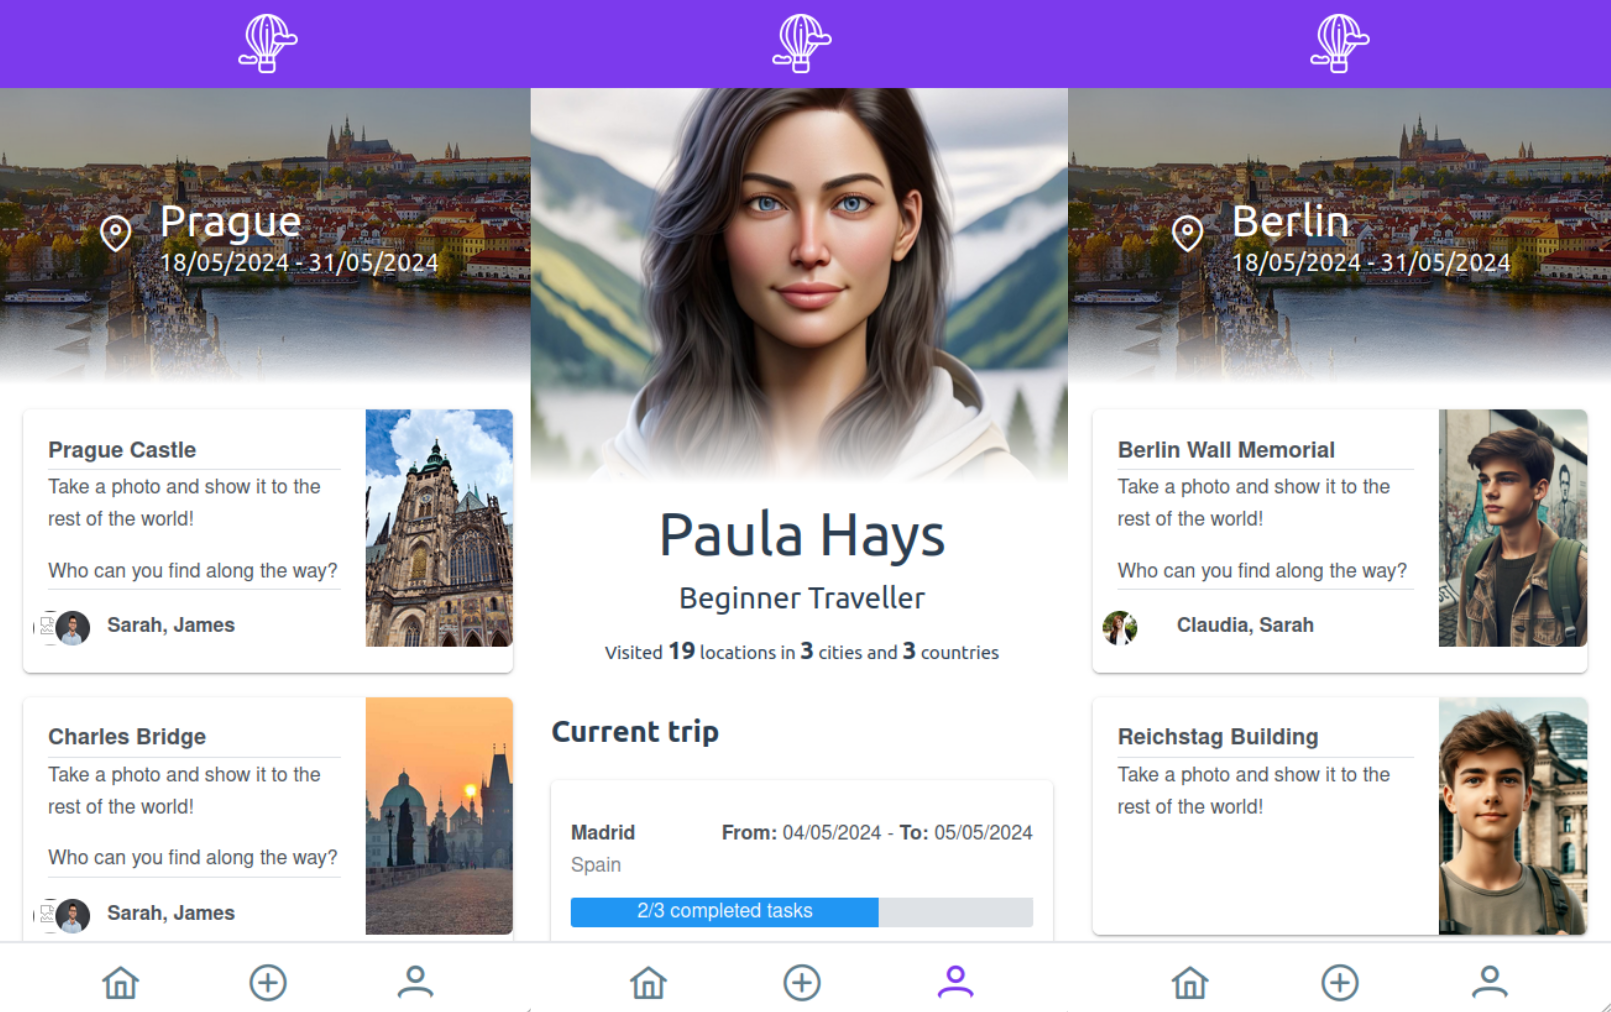 Prague
18/05/2024 - 31/05/2024
Prague Castle
Take a photo and show it to the
rest of the world!
Who can you find along the way?
Sarah, James
Charles Bridge
Take a photo and show it to the
rest of the world!
Who can you find along the way?
Sarah, James
Paula Hays
Beginner Traveller
Visited 19 locations in 3 cities and 3 countries
Current trip
Madrid
From: 04/05/2024 - To: 05/05/2024
Spain
2/3 completed tasks
Berlin
18/05/2024 - 31/05/2024
Berlin Wall Memorial
Take a photo and show it to the
rest of the world!
Who can you find along the way?
Claudia, Sarah
Reichstag Building
Take a photo and show it to the
rest of the world!